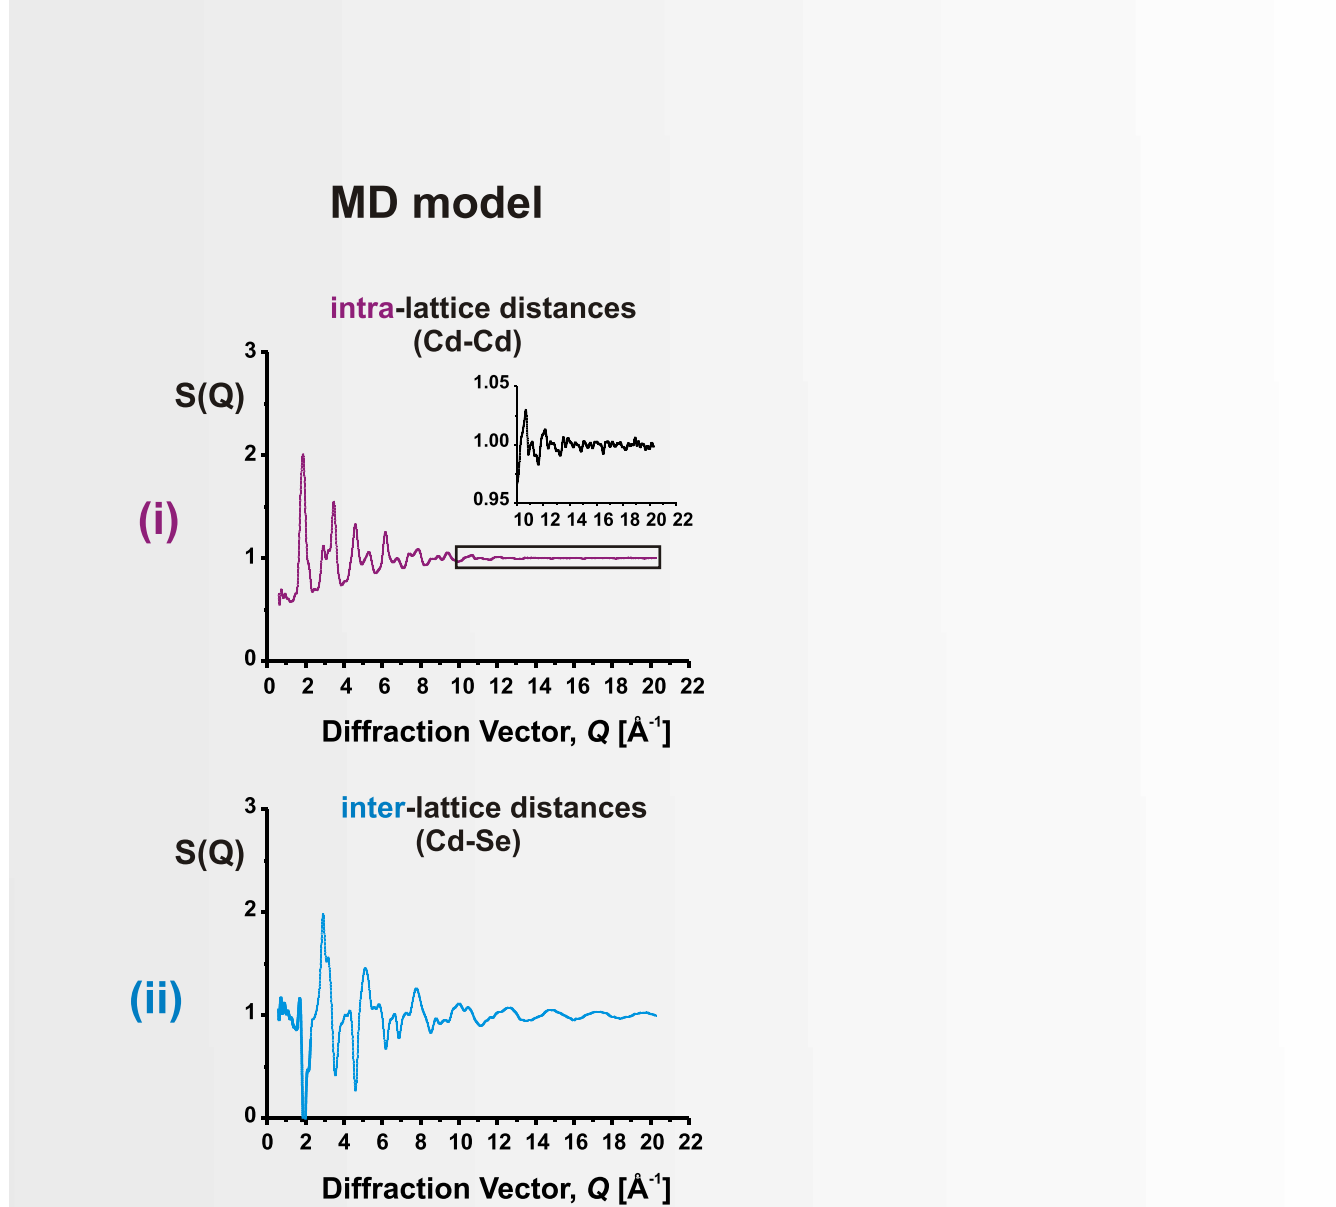 MD model
intra-lattice distances
(Cd-Cd)
3
S(Q)
2
(i)
1
0
1.05
1.00
0.95
10 12 14 16 18 20 22
0 2 4 6 8 10 12 14 16 18 20 22
Diffraction Vector, Q [Å⁻¹]
inter-lattice distances
(Cd-Se)
3
S(Q)
2
(ii)
1
0
0 2 4 6 8 10 12 14 16 18 20 22
Diffraction Vector, Q [Å⁻¹]